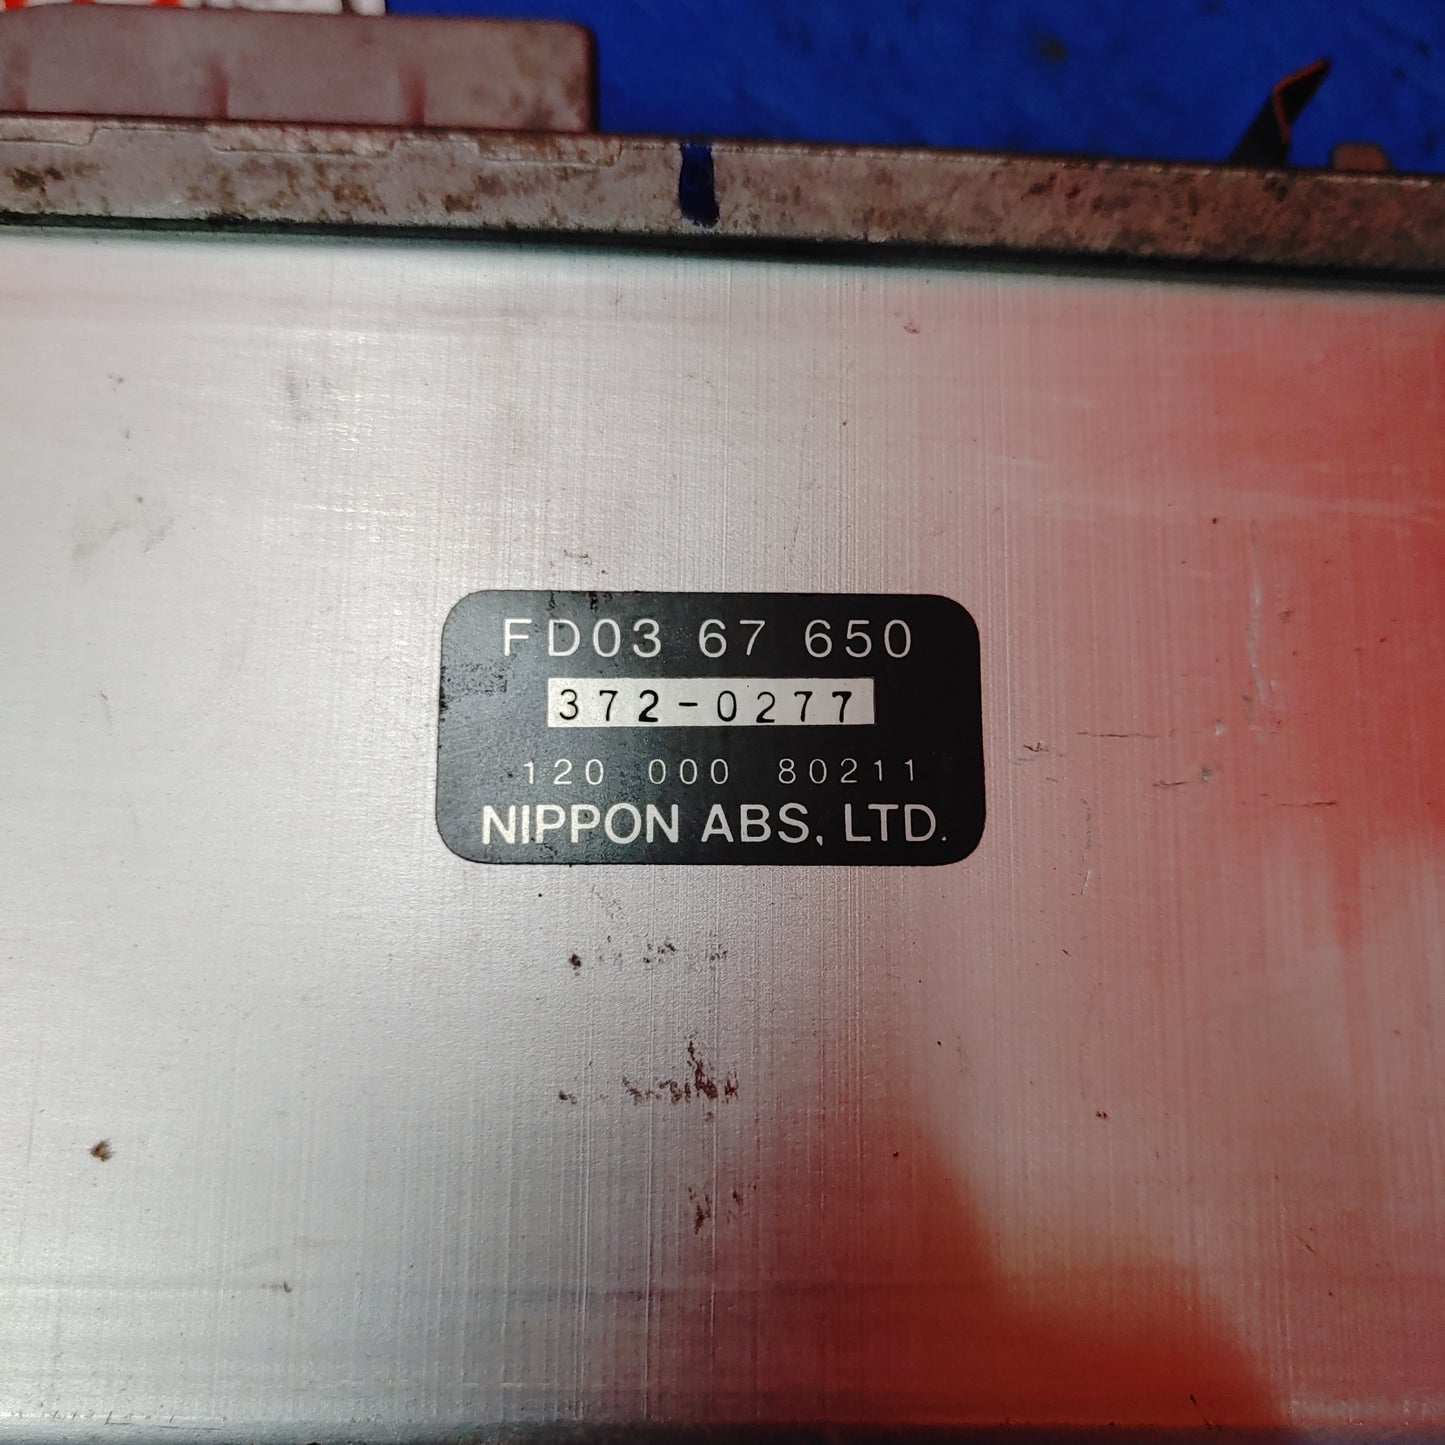 FD03 67 650
372-0277
120 000 80211
NIPPON ABS, LTD.